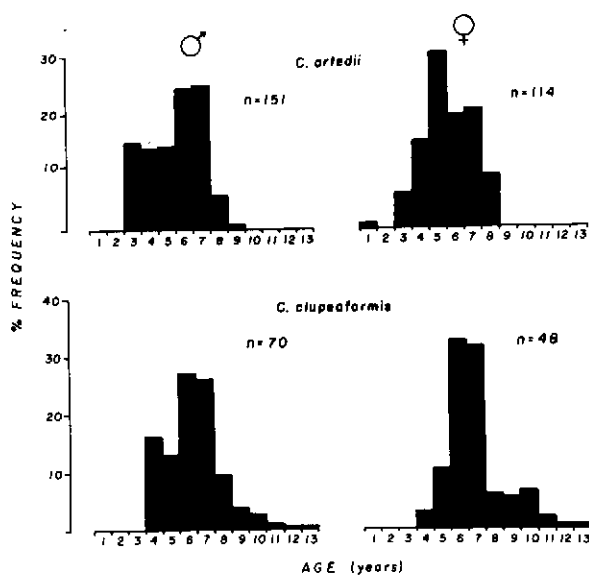 ♂ ♀
C. artedii
n=151 n=114
% FREQUENCY
30
20
10
1 2 3 4 5 6 7 8 9 10 11 12 13
1 2 3 4 5 6 7 8 9 10 11 12 13
C. clupeaformis
n=70 n=48
40
30
20
10
1 2 3 4 5 6 7 8 9 10 11 12 13
1 2 3 4 5 6 7 8 9 10 11 12 13
AGE (years)